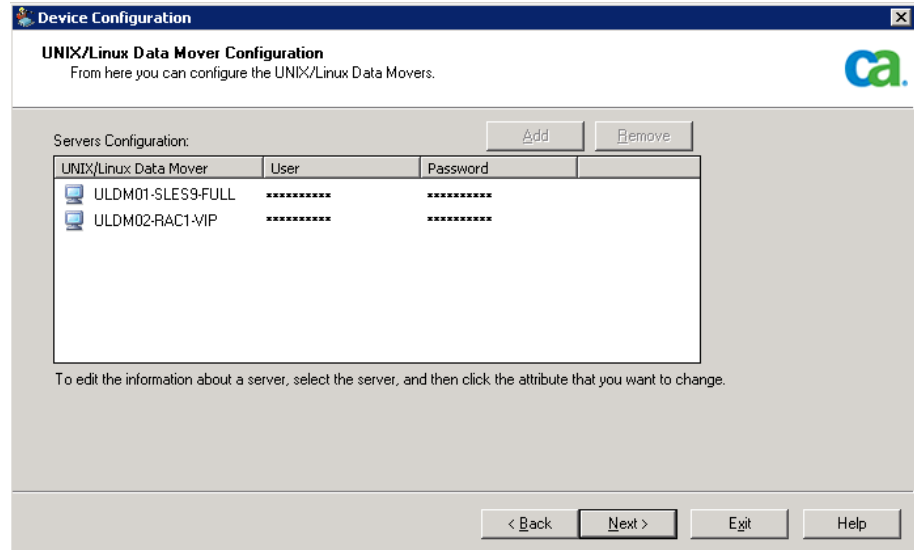 Device Configuration
UNIX/Linux Data Mover Configuration
From here you can configure the UNIX/Linux Data Movers.
ca.
Servers Configuration:
Add
Remove
UNIX/Linux Data Mover User Password
ULDM01-SLES9-FULL ********** **********
ULDM02-RAC1-VIP ********** **********
To edit the information about a server, select the server, and then click the attribute that you want to change.
< Back Next > Exit Help